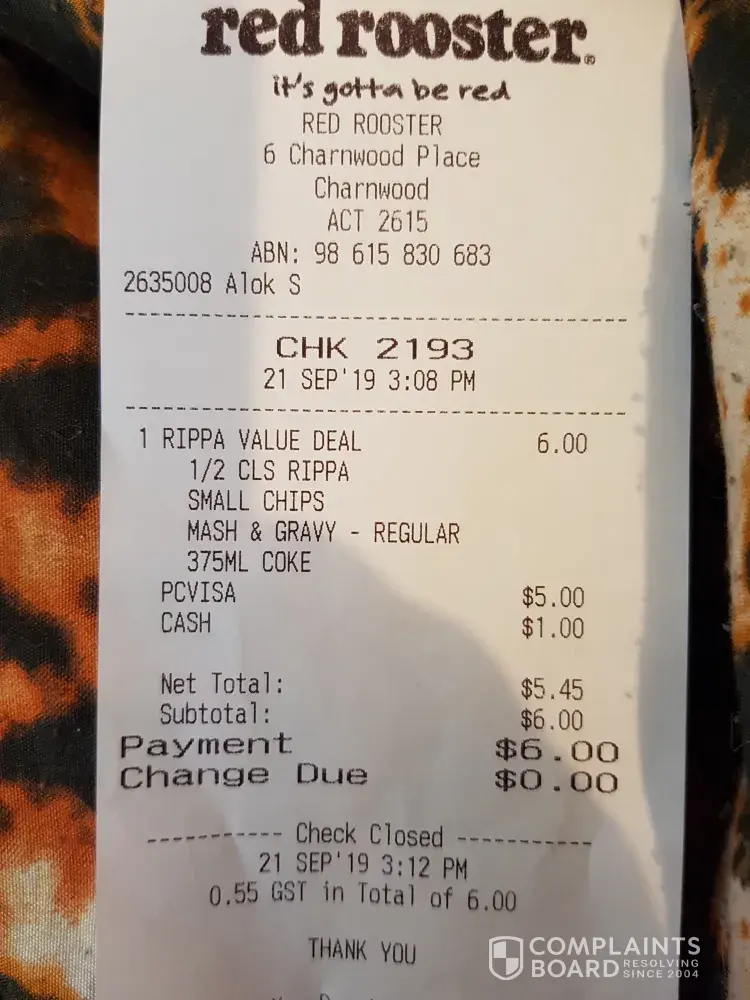 red rooster®
it's gotta be red
RED ROOSTER
6 Charnwood Place
Charnwood
ACT 2615
ABN: 98 615 830 683
2635008 Alok S
CHK 2193
21 SEP'19 3:08 PM
1 RIPPA VALUE DEAL 6.00
1/2 CLS RIPPA
SMALL CHIPS
MASH & GRAVY - REGULAR
375ML COKE
PCVISA $5.00
CASH $1.00
Net Total: $5.45
Subtotal: $6.00
Payment $6.00
Change Due $0.00
----------- Check Closed -----------
21 SEP'19 3:12 PM
0.55 GST in Total of 6.00
THANK YOU
COMPLAINTS
BOARD RESOLVING SINCE 2004